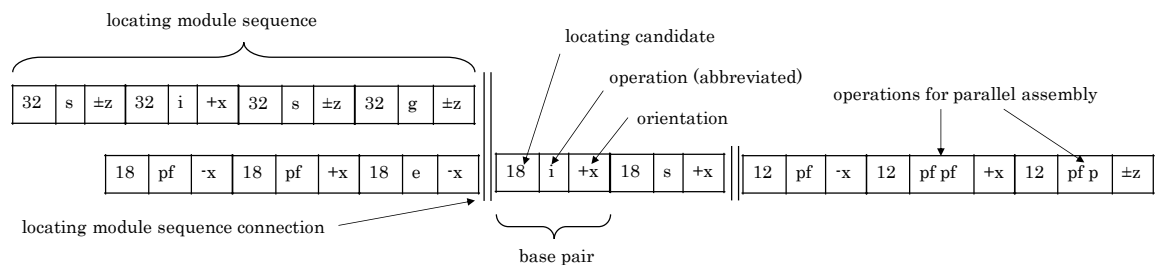 locating module sequence
locating candidate
operation (abbreviated)
operations for parallel assembly
orientation
32 s ±z 32 i +x 32 s ±z 32 g ±z
18 pf -x 18 pf +x 18 e -x 18 i +x 18 s +x 12 pf -x 12 pf pf +x 12 pf p ±z
locating module sequence connection
base pair